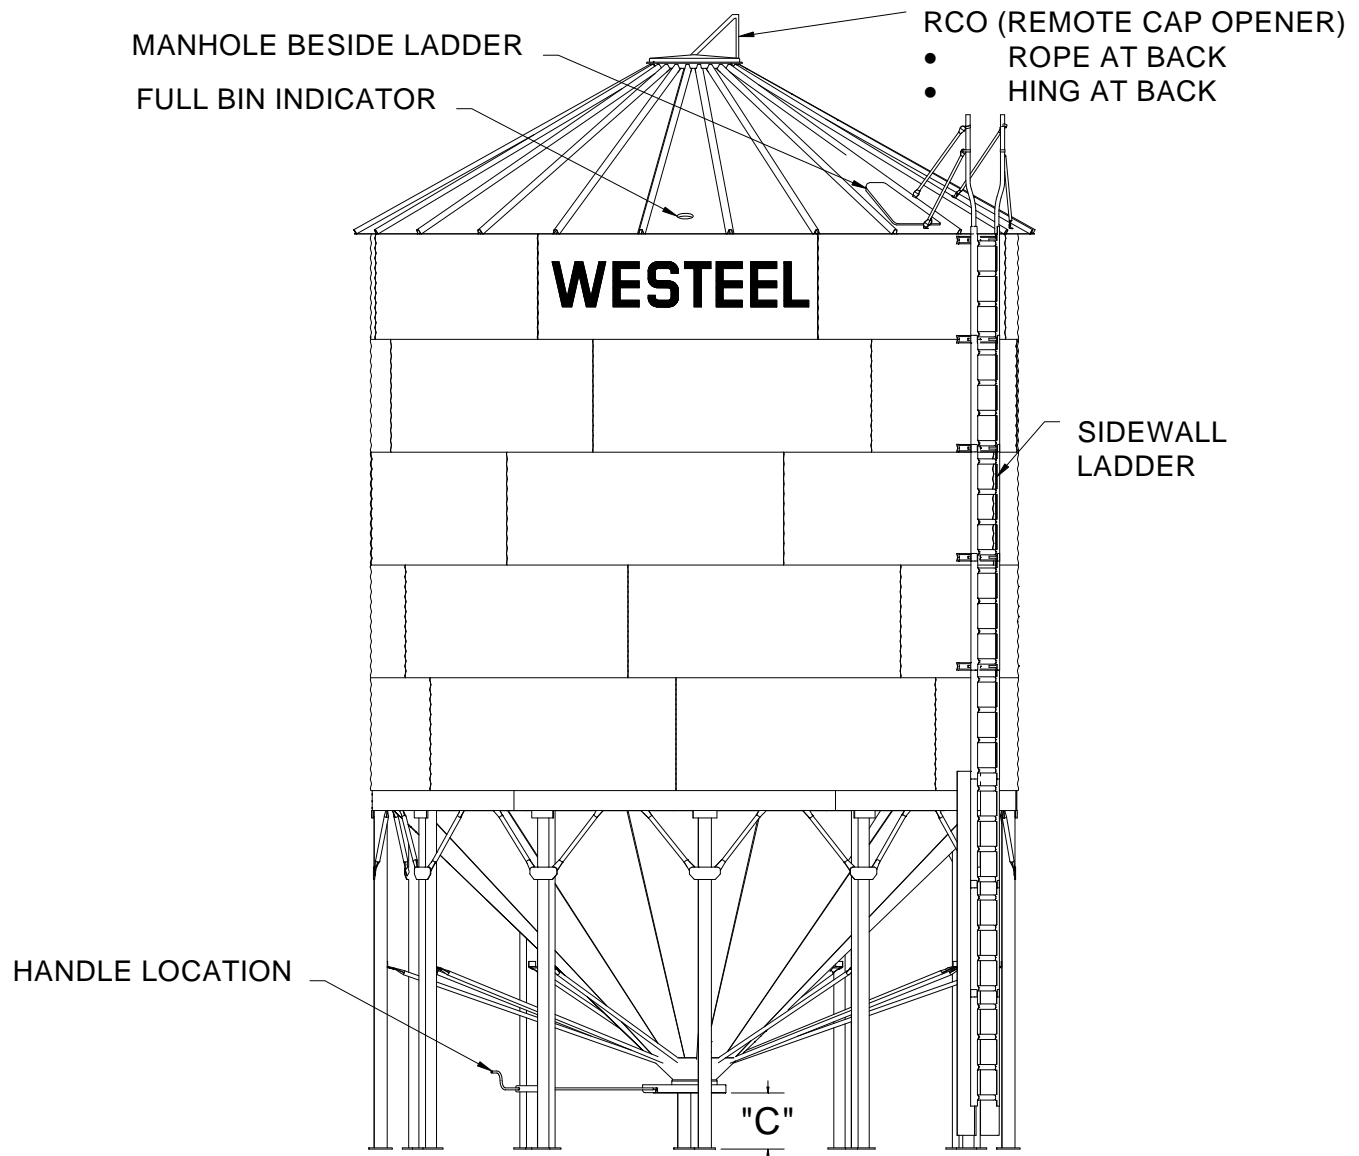 RCO (REMOTE CAP OPENER)
• ROPE AT BACK
• HING AT BACK
MANHOLE BESIDE LADDER
FULL BIN INDICATOR
WESTEEL
SIDEWALL
LADDER
HANDLE LOCATION
"C"